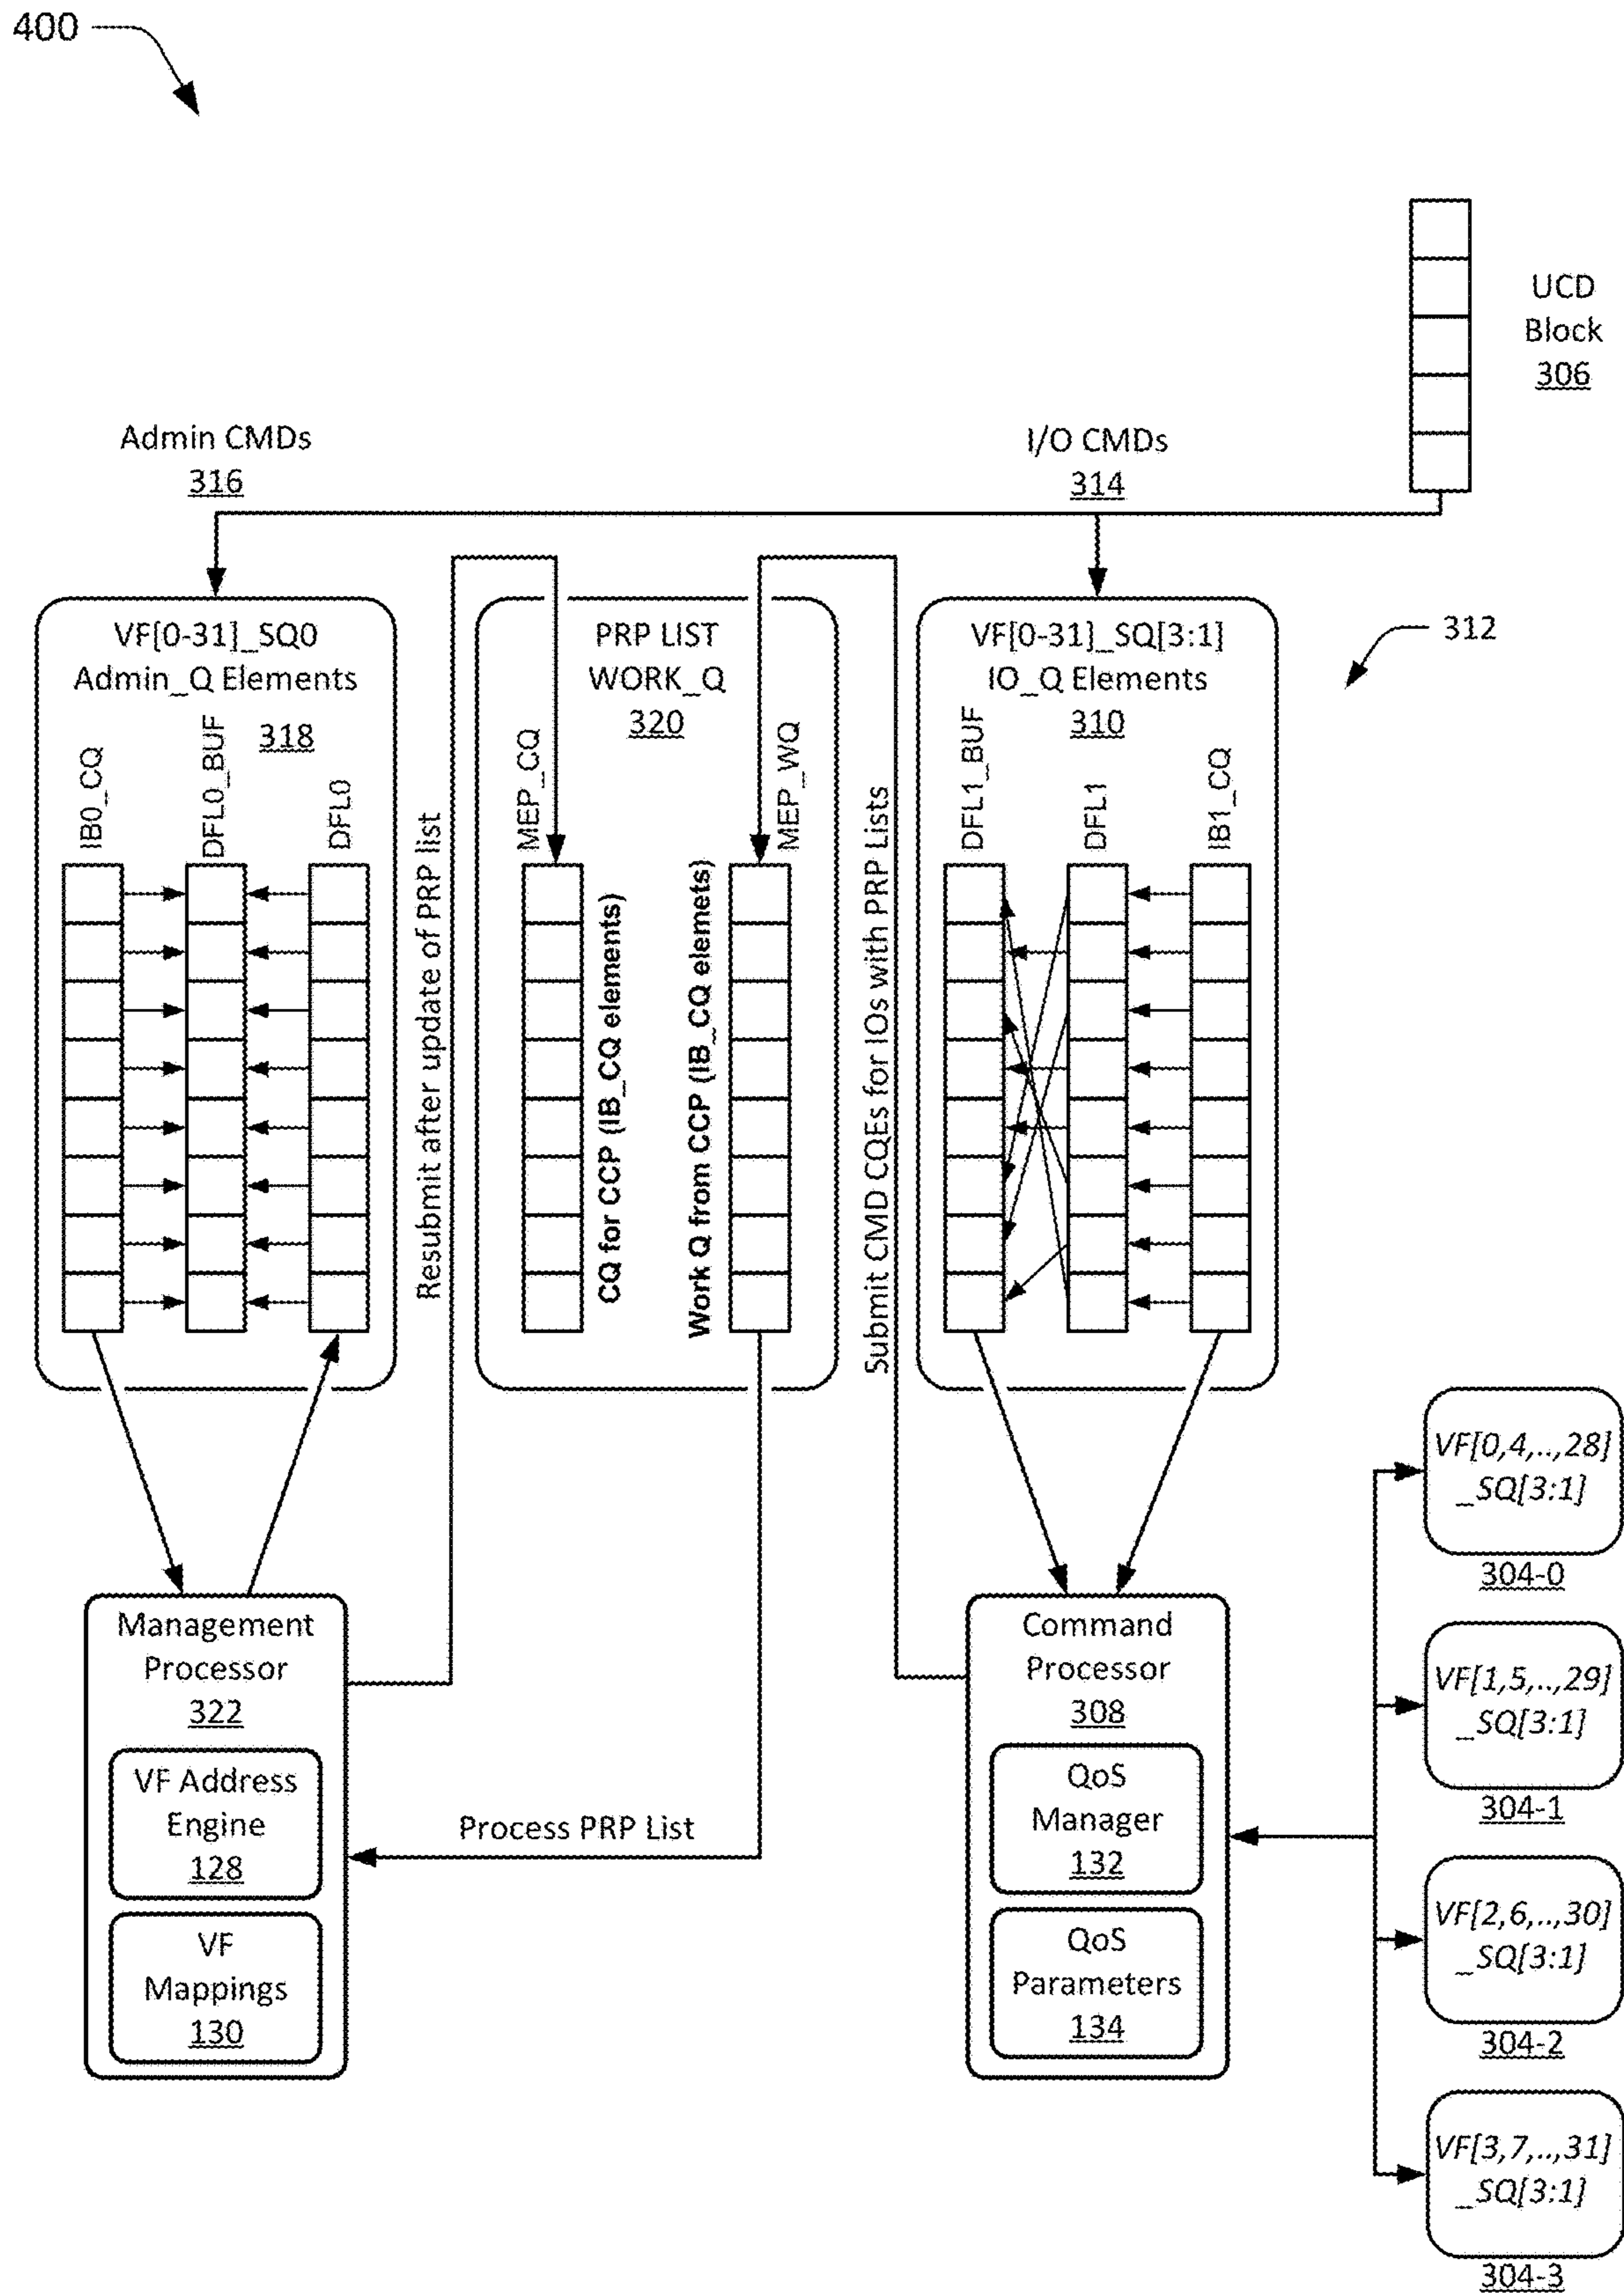 400
UCD
Block
306
Admin CMDs
316
I/O CMDs
314
312
VF[0-31]_SQ0
Admin_Q Elements
318
IB0_CQ
DFL0_BUF
DFL0
Resubmit after update of PRP list
PRP LIST
WORK_Q
320
MEP_CQ
CQ for CCP (IB_CQ elements)
Work Q from CCP (IB_CQ elemets)
MEP_WQ
Submit CMD CQEs for IOs with PRP Lists
VF[0-31]_SQ[3:1]
IO_Q Elements
310
DFL1_BUF
DFL1
IB1_CQ
Management
Processor
322
VF Address
Engine
128
VF
Mappings
130
Process PRP List
Command
Processor
308
QoS
Manager
132
QoS
Parameters
134
VF[0,4,..,28]
_SQ[3:1]
304-0
VF[1,5,..,29]
_SQ[3:1]
304-1
VF[2,6,..,30]
_SQ[3:1]
304-2
VF[3,7,..,31]
_SQ[3:1]
304-3